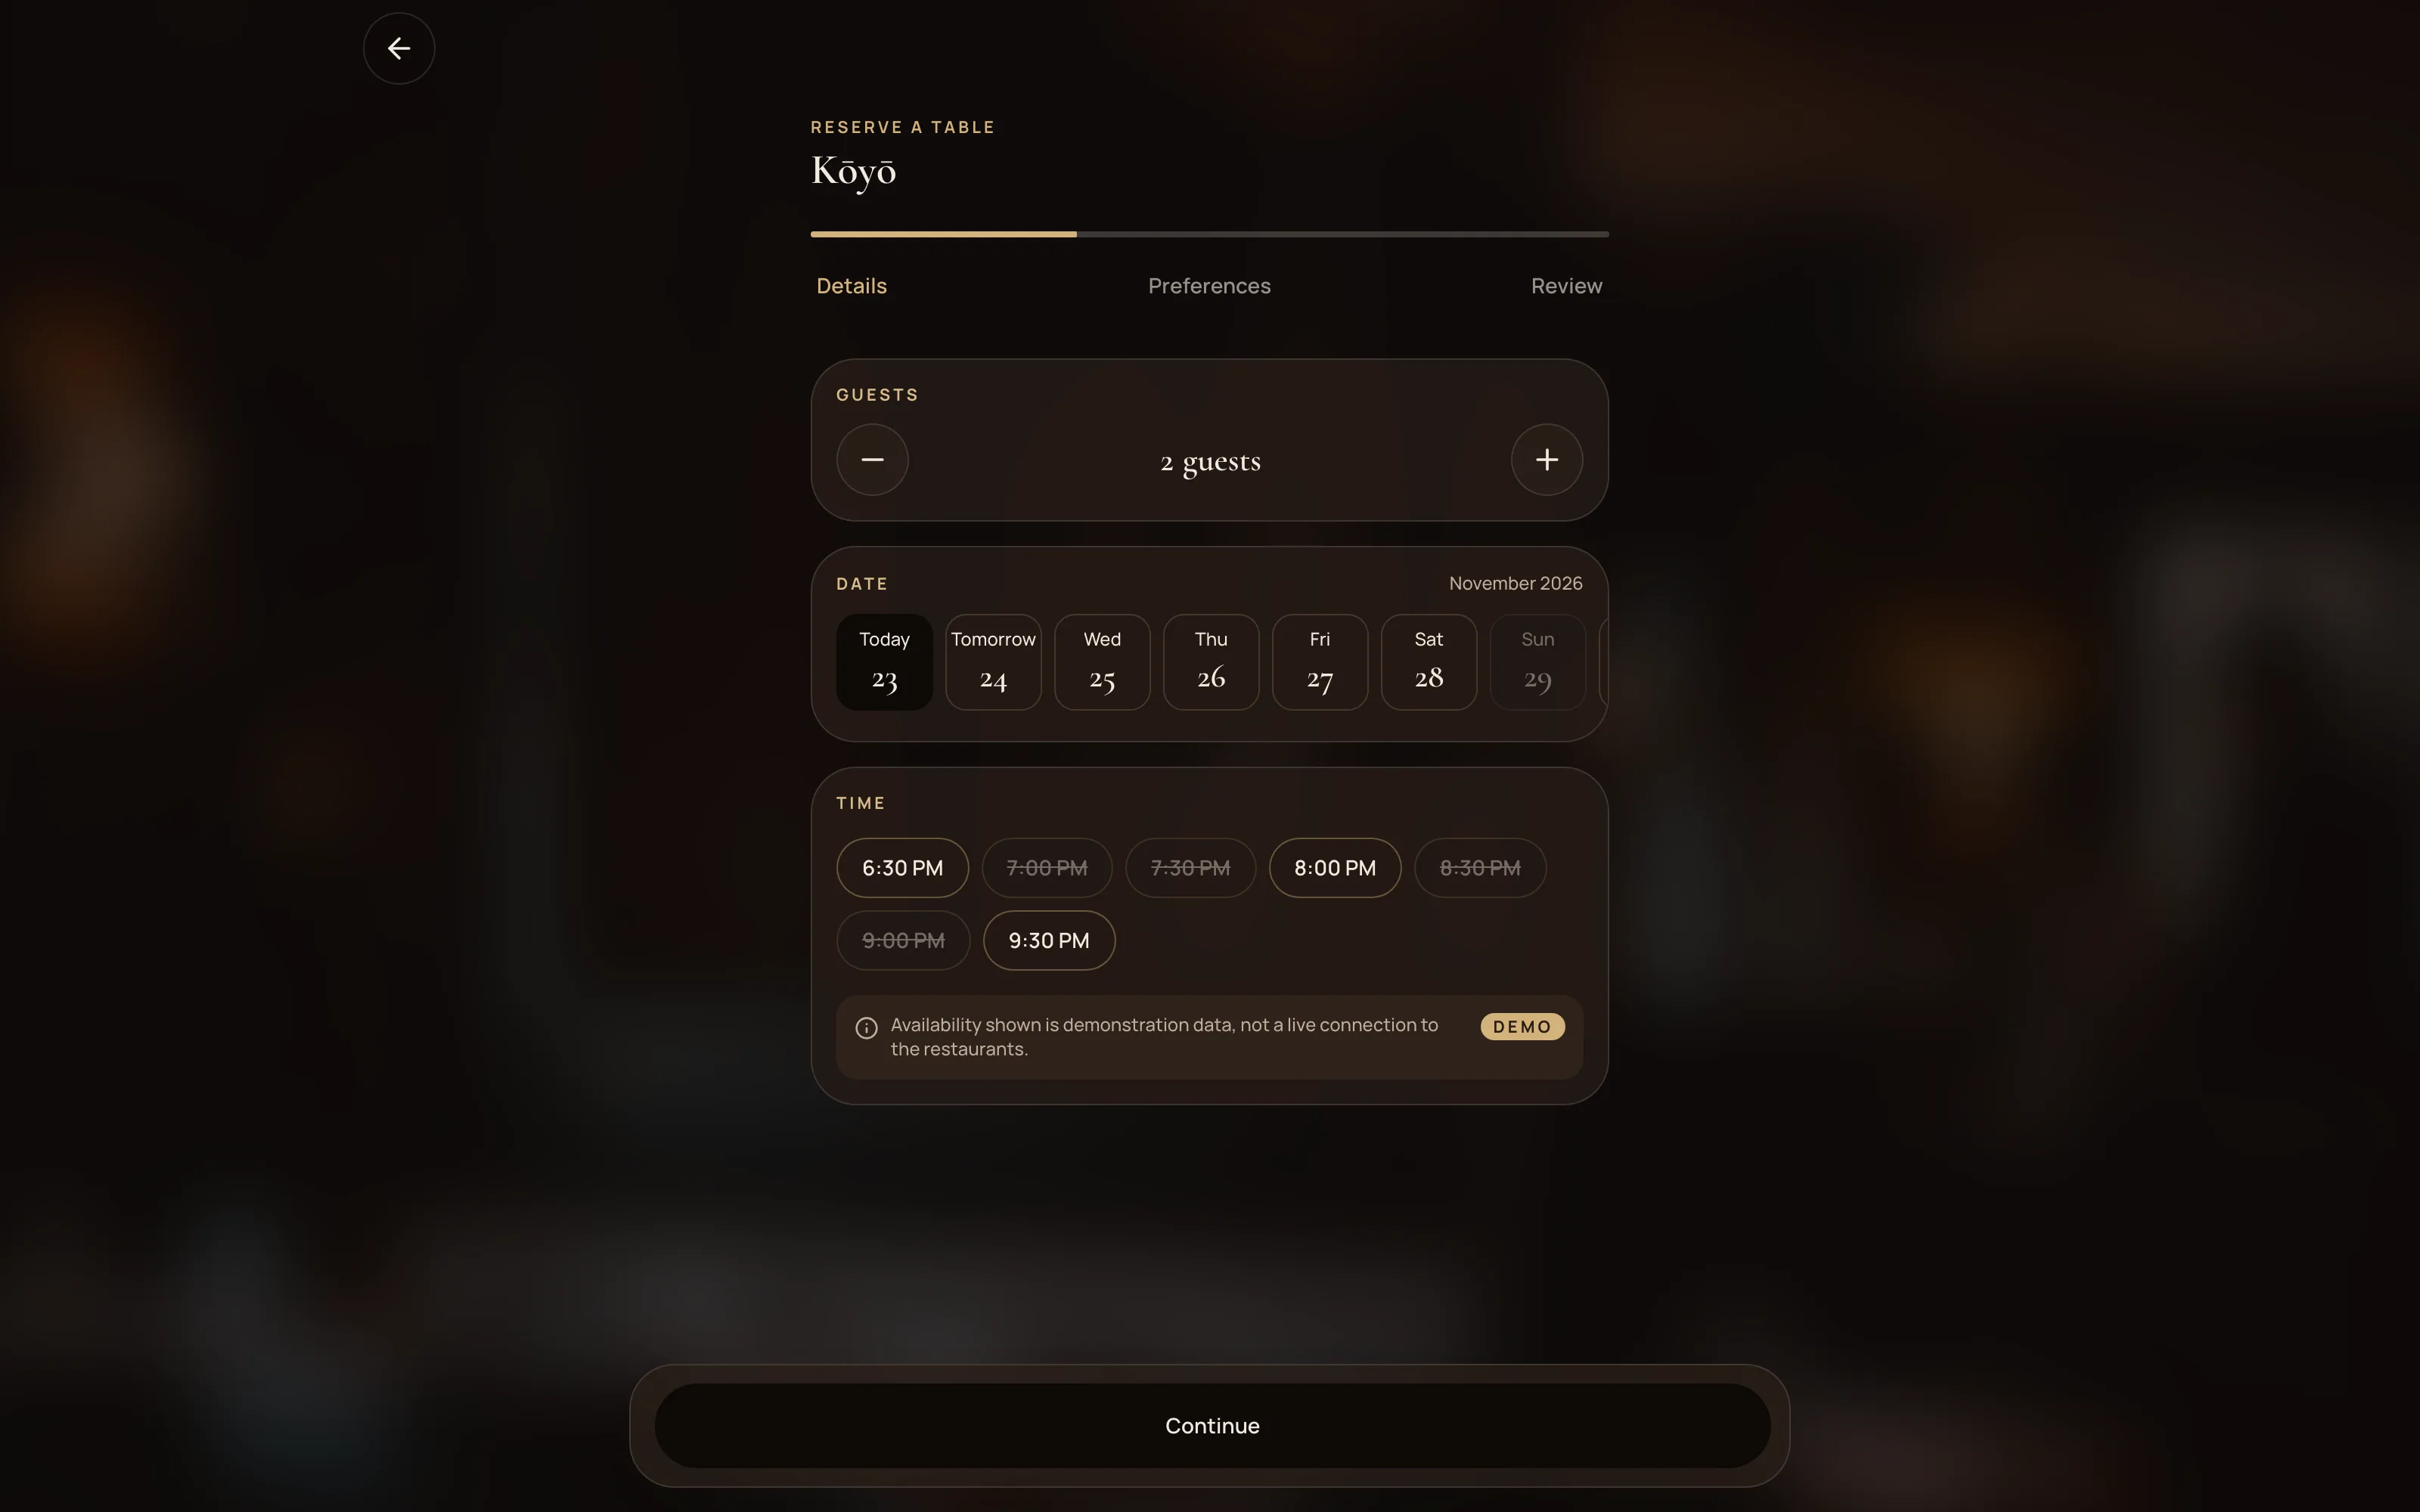 RESERVE A TABLE
Kōyō
Details Preferences Review
GUESTS
2 guests
DATE November 2026
Today Tomorrow Wed Thu Fri Sat Sun
23 24 25 26 27 28 29
TIME
6:30 PM 7:00 PM 7:30 PM 8:00 PM 8:30 PM
9:00 PM 9:30 PM
Availability shown is demonstration data, not a live connection to DEMO
the restaurants.
Continue